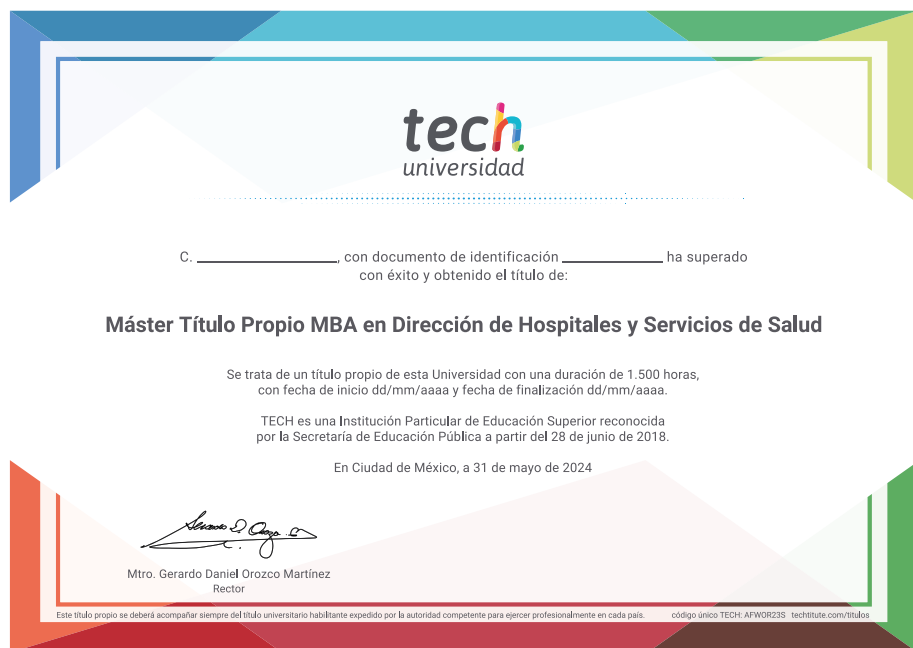 tech
universidad
C. , con documento de identificación ha superado
con éxito y obtenido el título de:
Máster Título Propio MBA en Dirección de Hospitales y Servicios de Salud
Se trata de un título propio de esta Universidad con una duración de 1.500 horas,
con fecha de inicio dd/mm/aaaa y fecha de finalización dd/mm/aaaa.
TECH es una Institución Particular de Educación Superior reconocida
por la Secretaría de Educación Pública a partir del 28 de junio de 2018.
En Ciudad de México, a 31 de mayo de 2024
Mtro. Gerardo Daniel Orozco Martínez
Rector
Este título propio se deberá acompañar siempre del título universitario habilitante expedido por la autoridad competente para ejercer profesionalmente en cada país. código único TECH: AFWOR23S techtitute.com/titulos